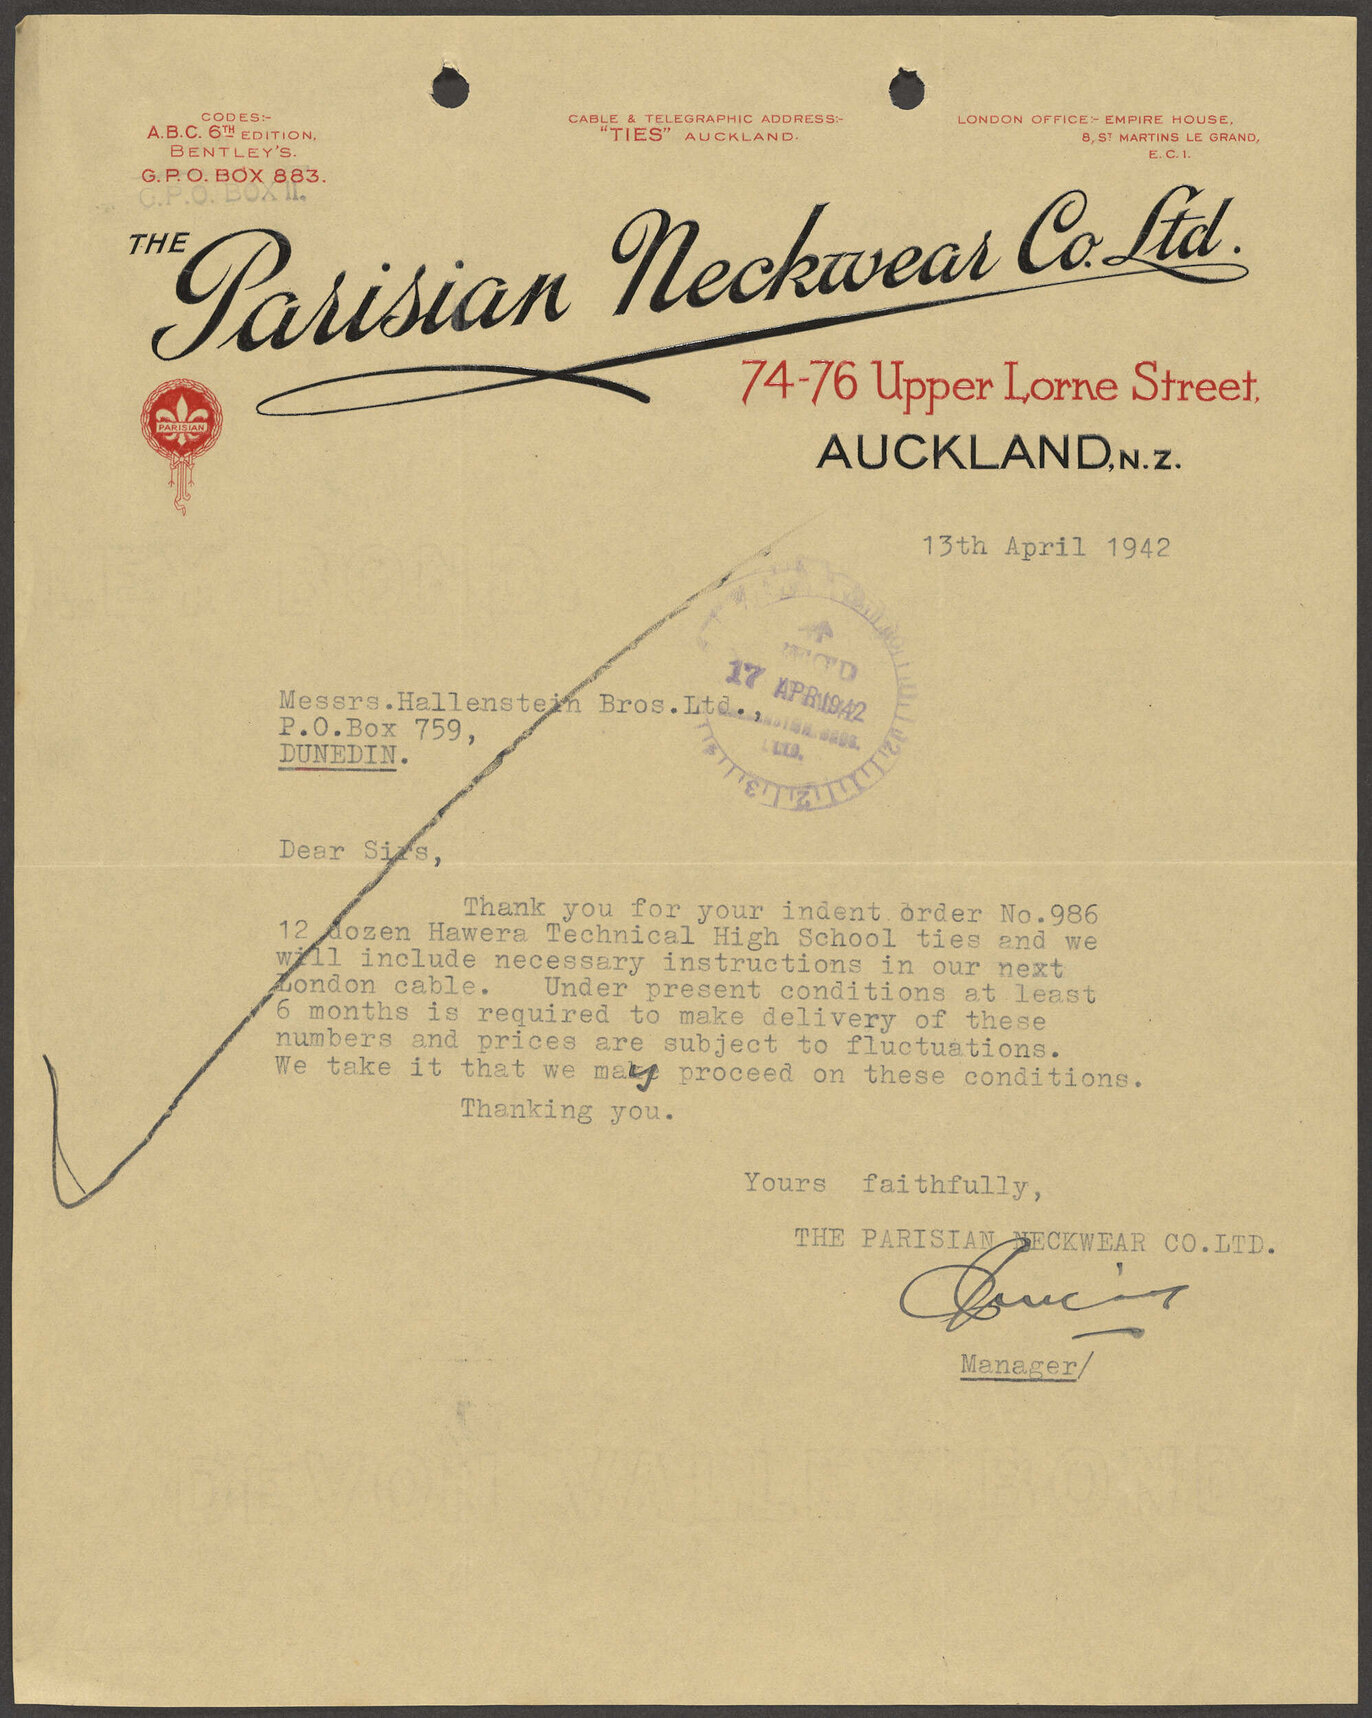 CODES:-
A.B.C. 6TH EDITION,
BENTLEY'S.
G.P.O. BOX 883.
G.P.O. BOX 11.
CABLE & TELEGRAPHIC ADDRESS:-
"TIES" AUCKLAND.
LONDON OFFICE:- EMPIRE HOUSE,
8, ST MARTINS LE GRAND,
E.C.1.
THE Parisian Neckwear Co. Ltd.
PARISIAN
74-76 Upper Lorne Street,
AUCKLAND, N.Z.
13th April 1942
17 APR 1942
LTD.
Messrs.Hallenstein Bros.Ltd.,
P.O.Box 759,
DUNEDIN.
Dear Sirs,
Thank you for your indent order No.986
12 dozen Hawera Technical High School ties and we
will include necessary instructions in our next
London cable. Under present conditions at least
6 months is required to make delivery of these
numbers and prices are subject to fluctuations.
We take it that we may proceed on these conditions.
Thanking you.
Yours faithfully,
THE PARISIAN NECKWEAR CO.LTD.
Manager/